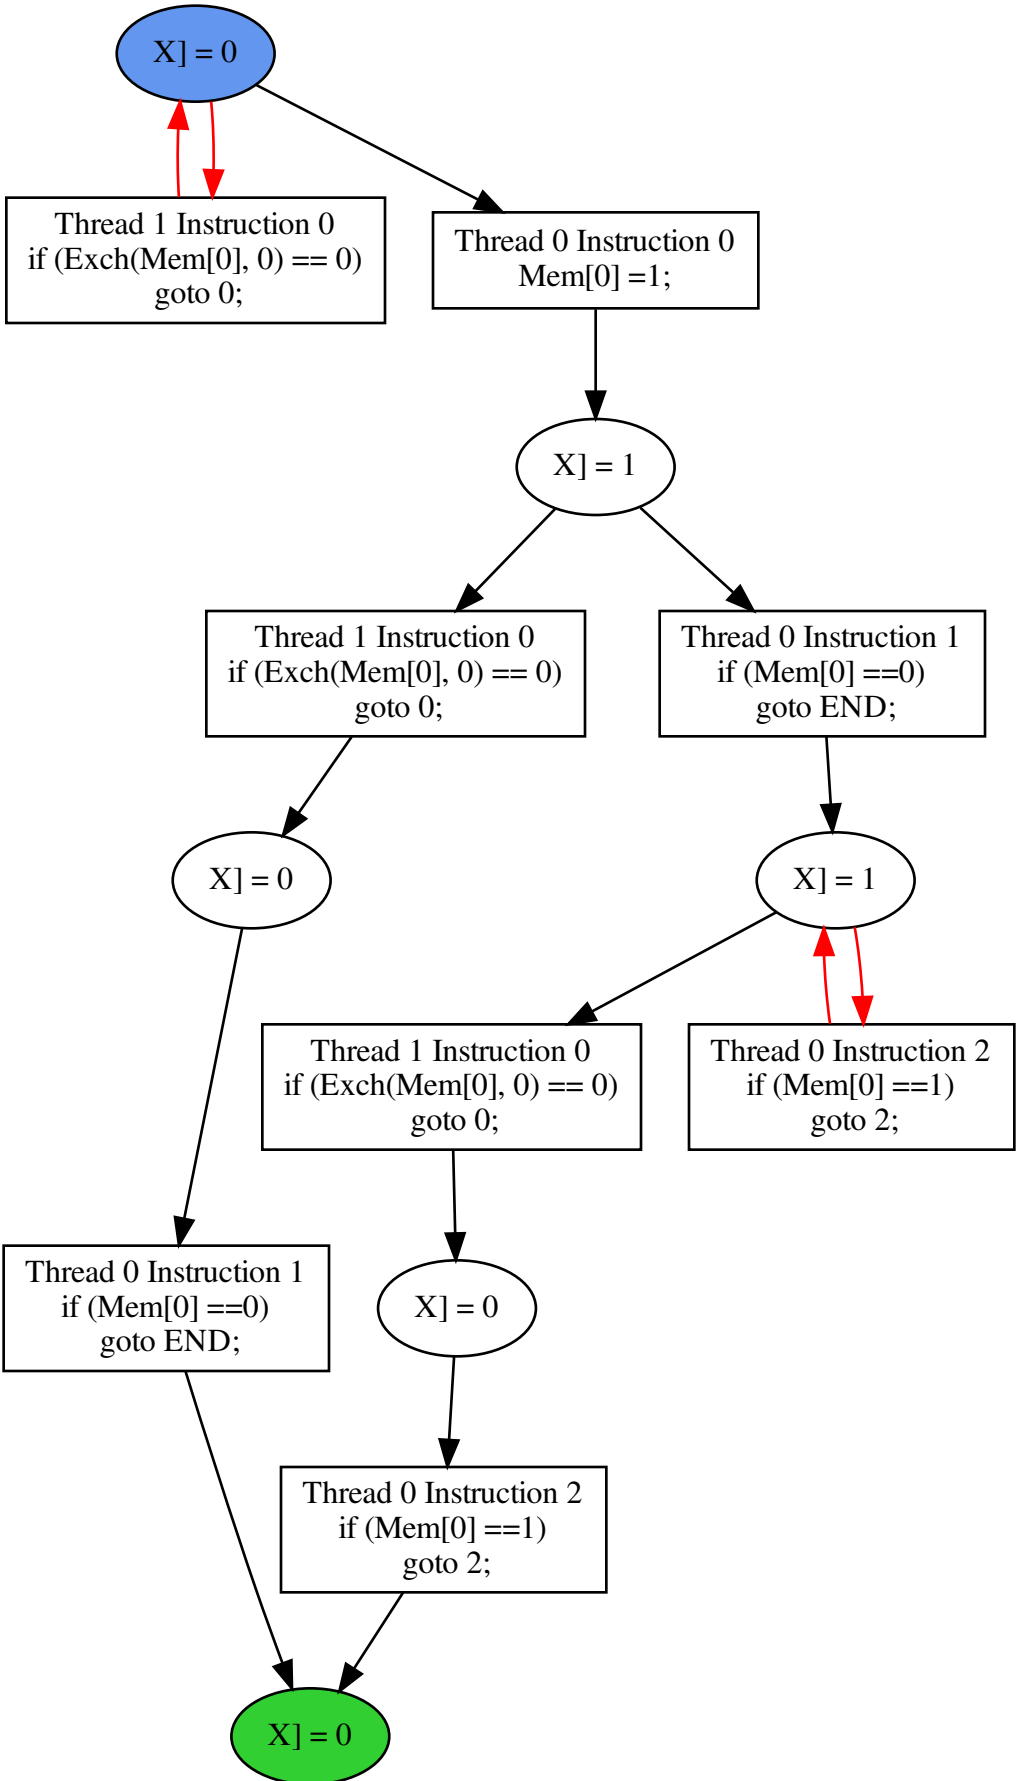 X] = 0
Thread 1 Instruction 0
if (Exch(Mem[0], 0) == 0)
goto 0;
Thread 0 Instruction 0
Mem[0] =1;
X] = 1
Thread 1 Instruction 0
if (Exch(Mem[0], 0) == 0)
goto 0;
Thread 0 Instruction 1
if (Mem[0] ==0)
goto END;
X] = 0
X] = 1
Thread 1 Instruction 0
if (Exch(Mem[0], 0) == 0)
goto 0;
Thread 0 Instruction 2
if (Mem[0] ==1)
goto 2;
Thread 0 Instruction 1
if (Mem[0] ==0)
goto END;
X] = 0
Thread 0 Instruction 2
if (Mem[0] ==1)
goto 2;
X] = 0